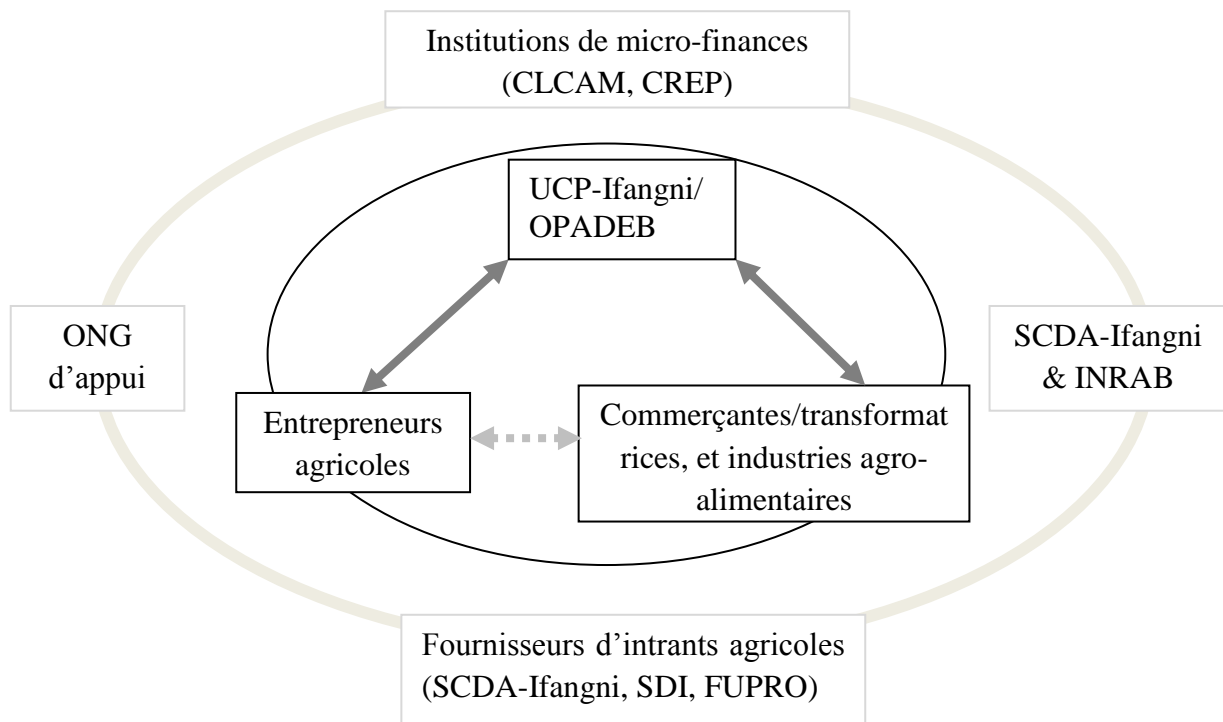 Institutions de micro-finances
(CLCAM, CREP)
UCP-Ifangni/
OPADEB
ONG
d’appui
SCDA-Ifangni
& INRAB
Entrepreneurs
agricoles
Commerçantes/transformat
rices, et industries agro-
alimentaires
Fournisseurs d’intrants agricoles
(SCDA-Ifangni, SDI, FUPRO)